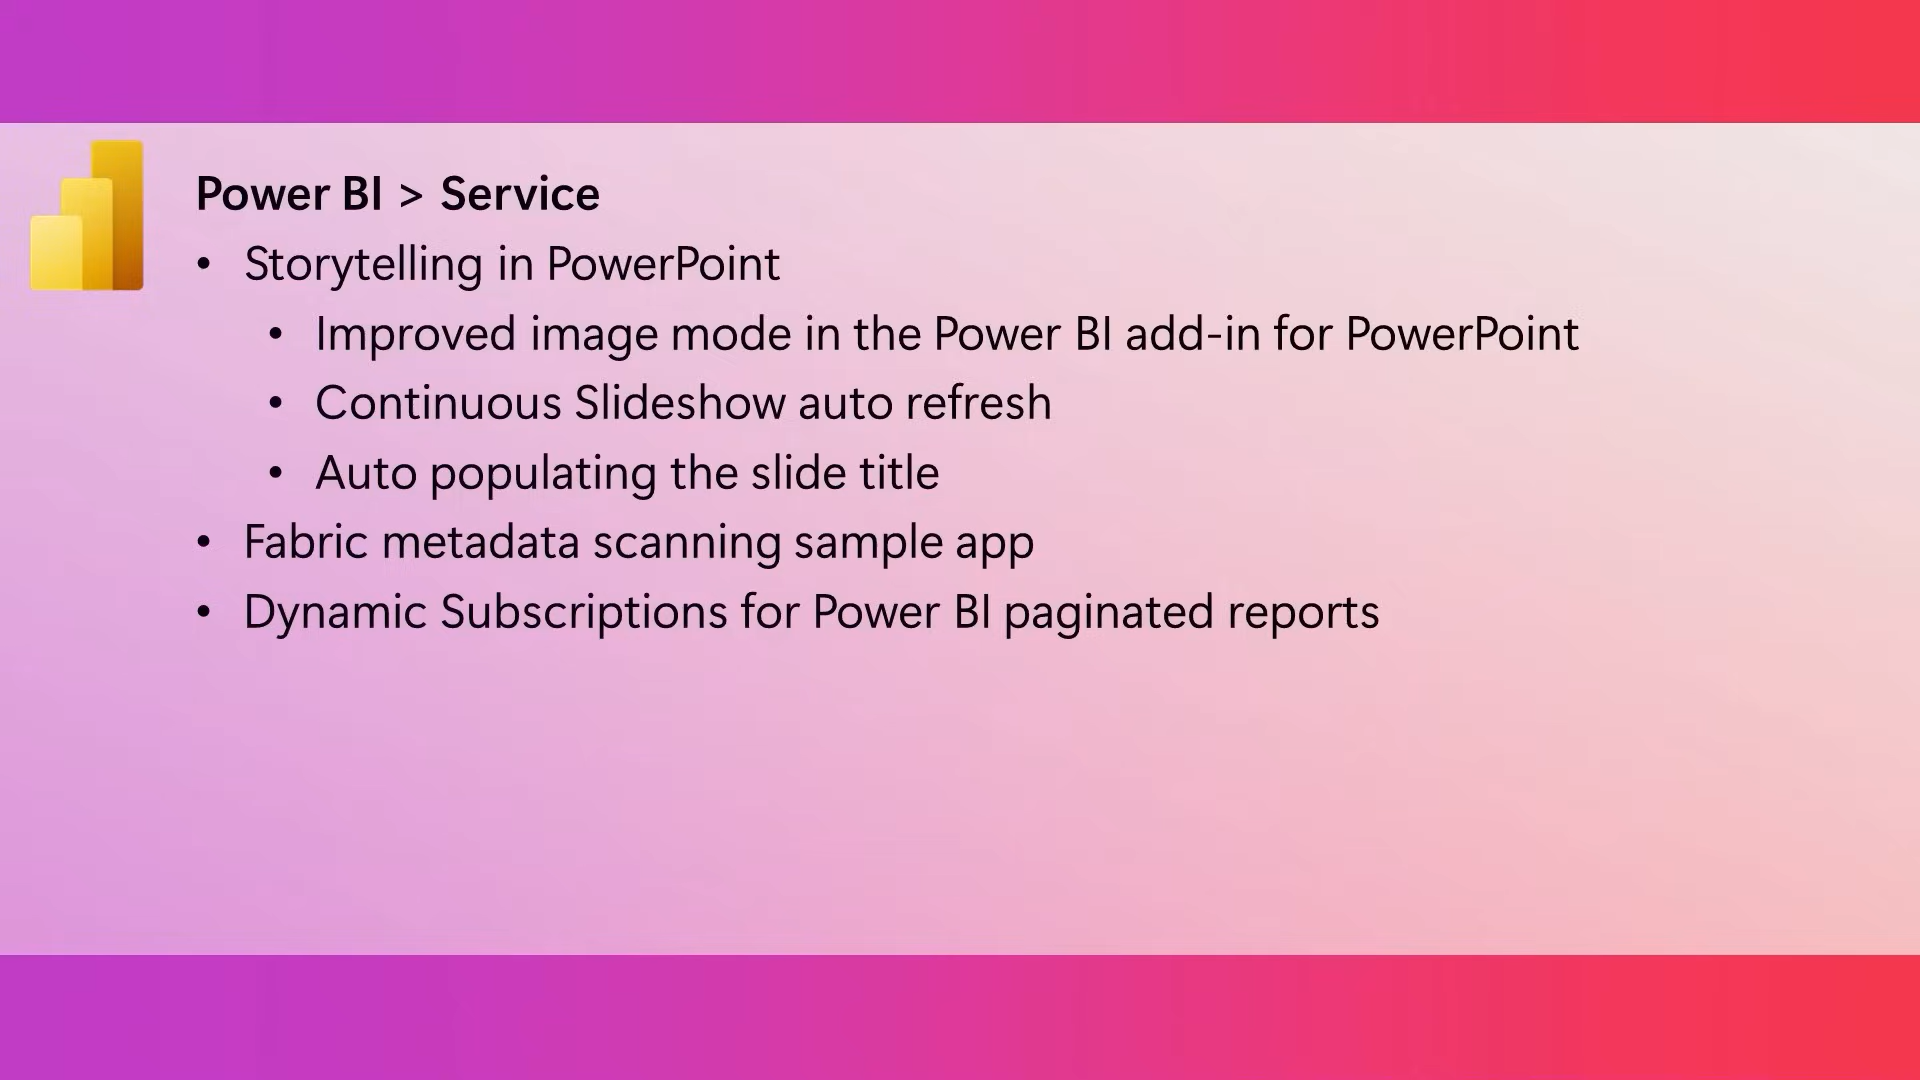 Power BI > Service
• Storytelling in PowerPoint
• Improved image mode in the Power BI add-in for PowerPoint
• Continuous Slideshow auto refresh
• Auto populating the slide title
• Fabric metadata scanning sample app
• Dynamic Subscriptions for Power BI paginated reports